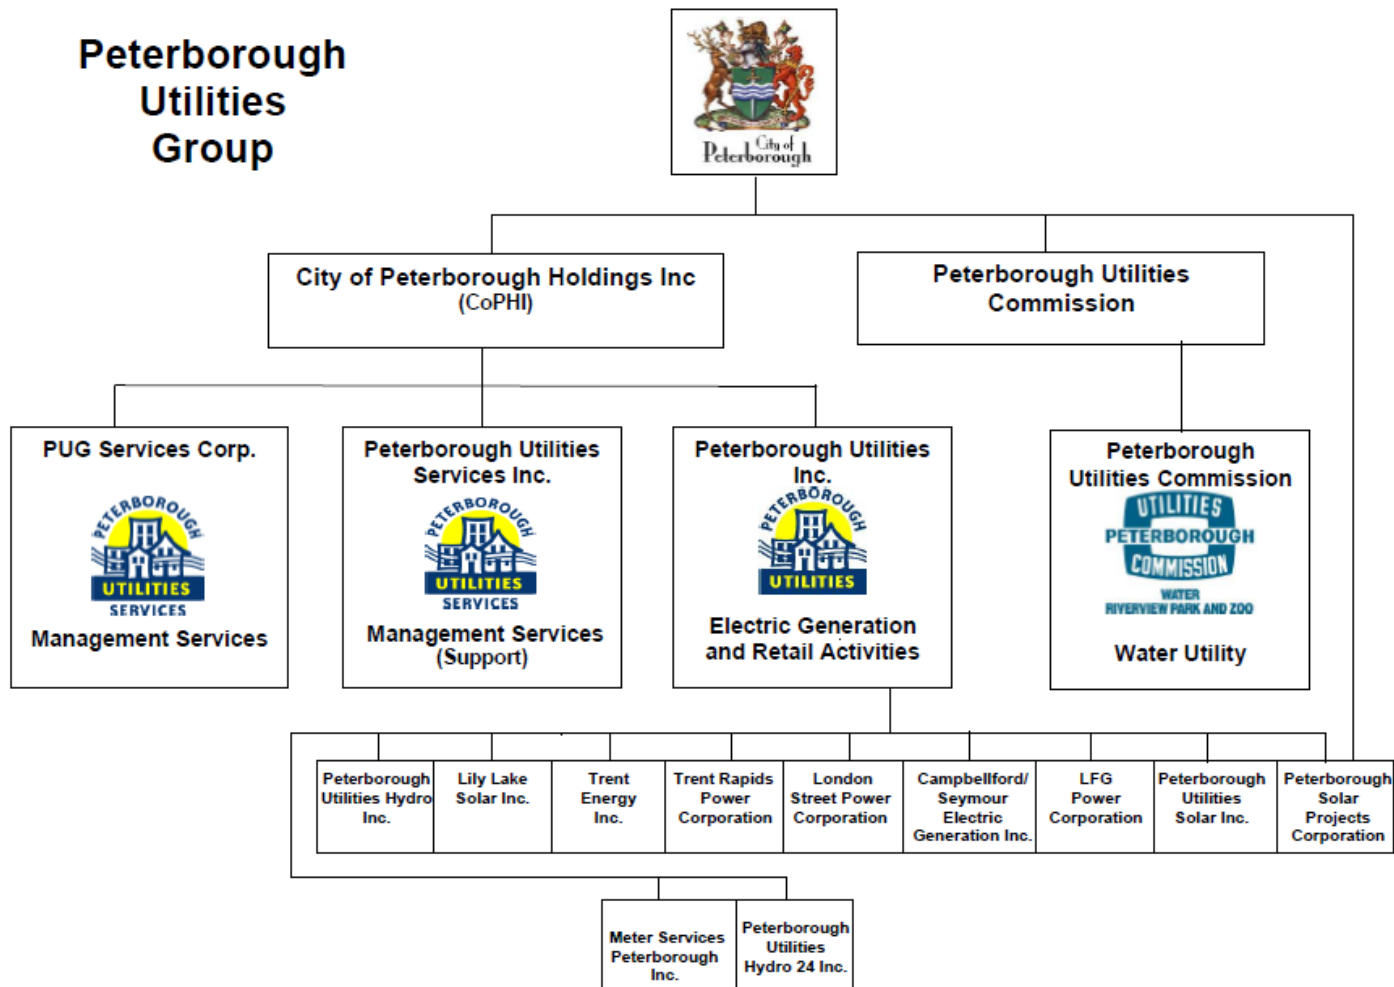 Peterborough
Utilities
Group
City of
Peterborough
City of Peterborough Holdings Inc
(CoPHI)
Peterborough Utilities
Commission
PUG Services Corp.
PETERBOROUGH
UTILITIES
SERVICES
Management Services
Peterborough Utilities
Services Inc.
PETERBOROUGH
UTILITIES
SERVICES
Management Services
(Support)
Peterborough Utilities
Inc.
PETERBOROUGH
UTILITIES
Electric Generation
and Retail Activities
Peterborough
Utilities Commission
UTILITIES
PETERBOROUGH
COMMISSION
WATER
RIVERVIEW PARK AND ZOO
Water Utility
Peterborough
Utilities Hydro
Inc.
Lily Lake
Solar Inc.
Trent
Energy
Inc.
Trent Rapids
Power
Corporation
London
Street Power
Corporation
Campbellford/
Seymour
Electric
Generation Inc.
LFG
Power
Corporation
Peterborough
Utilities
Solar Inc.
Peterborough
Solar
Projects
Corporation
Meter Services
Peterborough
Inc.
Peterborough
Utilities
Hydro 24 Inc.